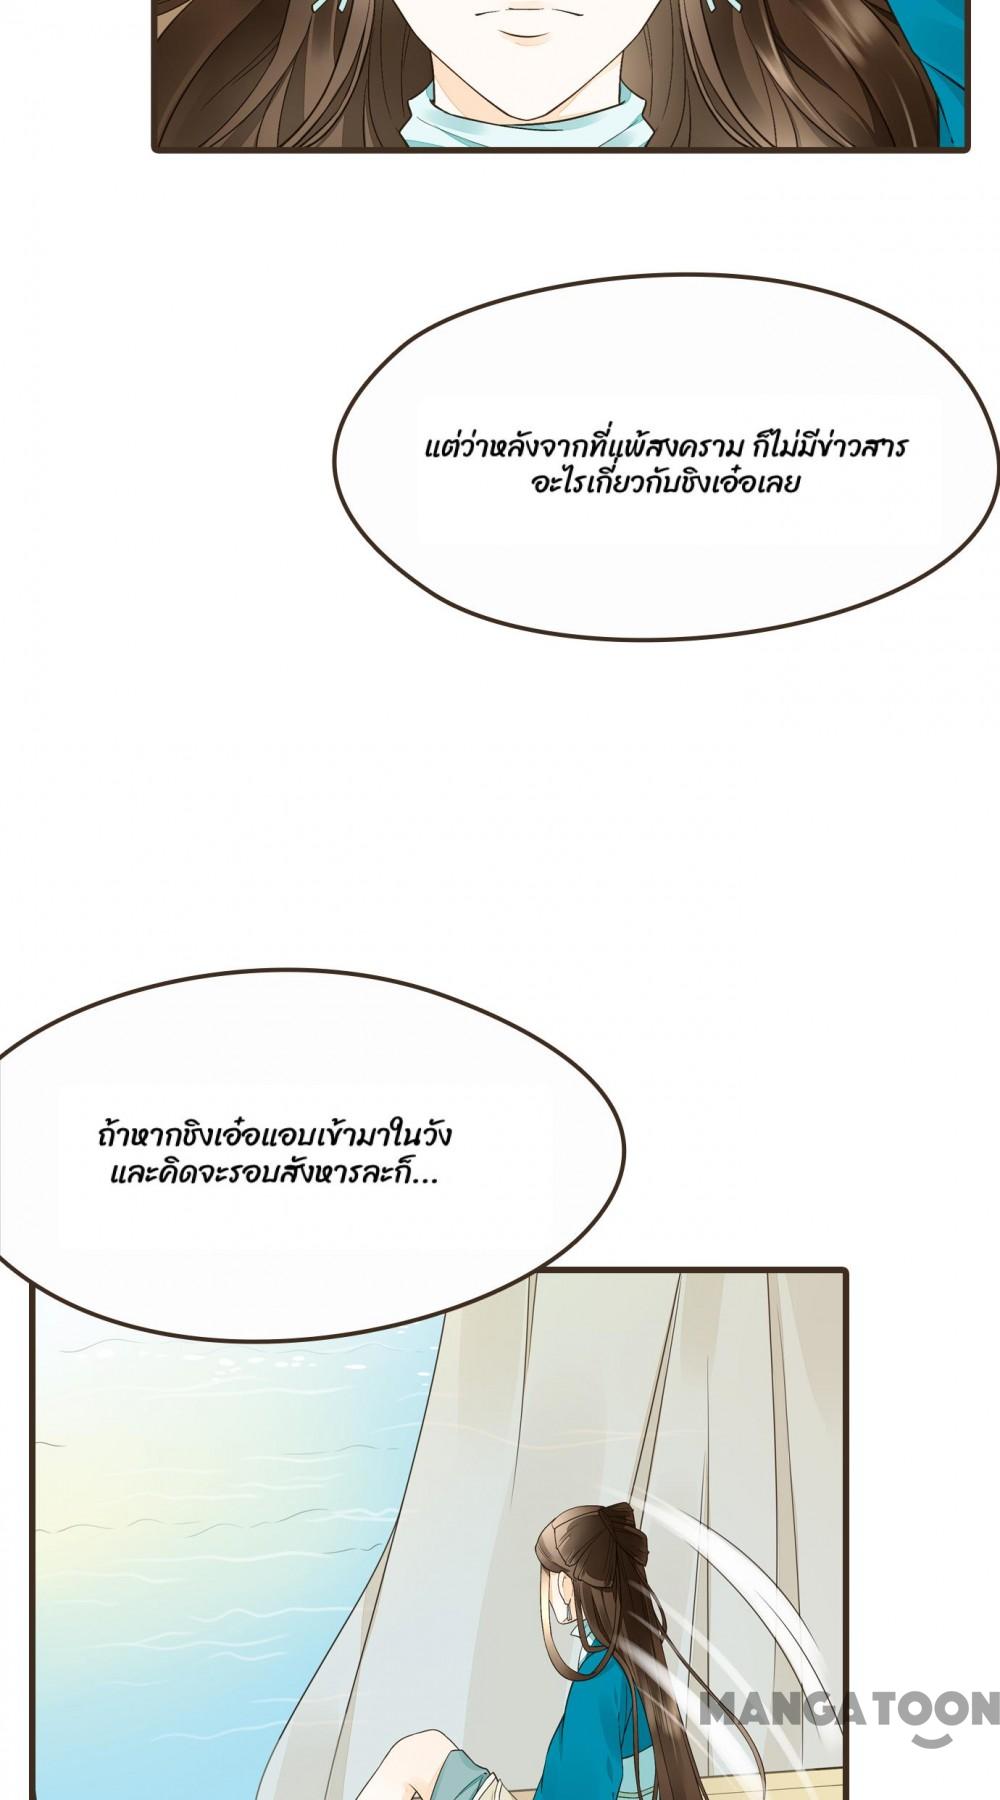 แต่ว่าหลังจากที่แพ้สงคราม ก็ไม่มีข่าวสาร
อะไรเกี่ยวกับชิงเอ๋อเลย
ถ้าหากชิงเอ๋อแอบเข้ามาในวัง
และคิดจะรอบสังหารละก็...
MANGATOON